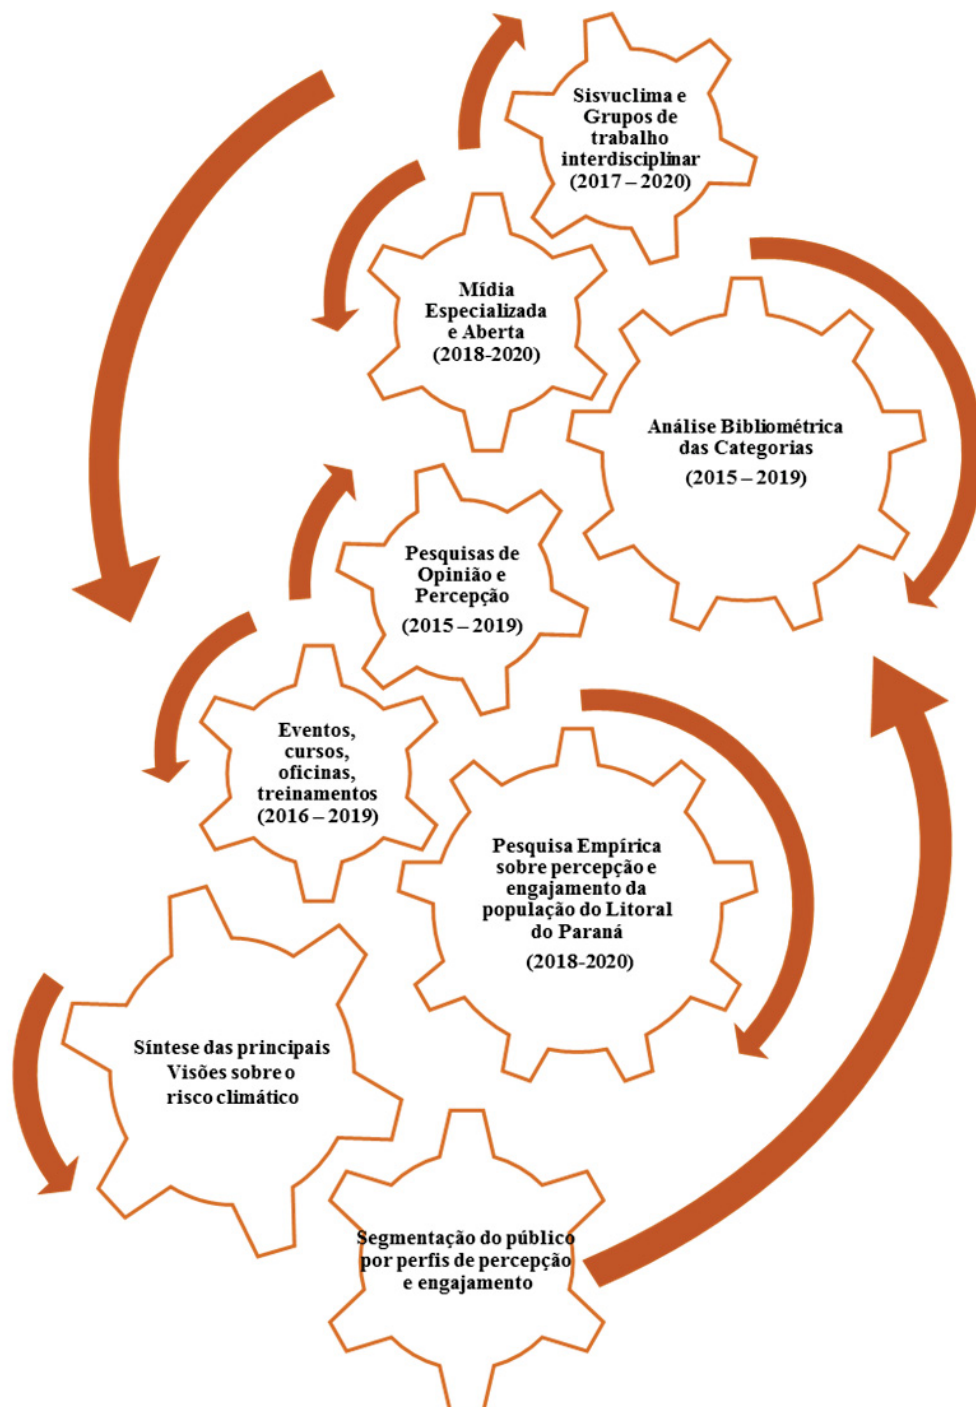 Sisvuclima e
Grupos de
trabalho
interdisciplinar
(2017 – 2020)
Mídia
Especializada
e Aberta
(2018-2020)
Análise Bibliométrica
das Categorias
(2015 – 2019)
Pesquisas de
Opinião e
Percepção
(2015 – 2019)
Eventos,
cursos,
oficinas,
treinamentos
(2016 – 2019)
Pesquisa Empírica
sobre percepção e
engajamento da
população do Litoral
do Paraná
(2018-2020)
Síntese das principais
Visões sobre o
risco climático
Segmentação do público
por perfis de percepção
e engajamento